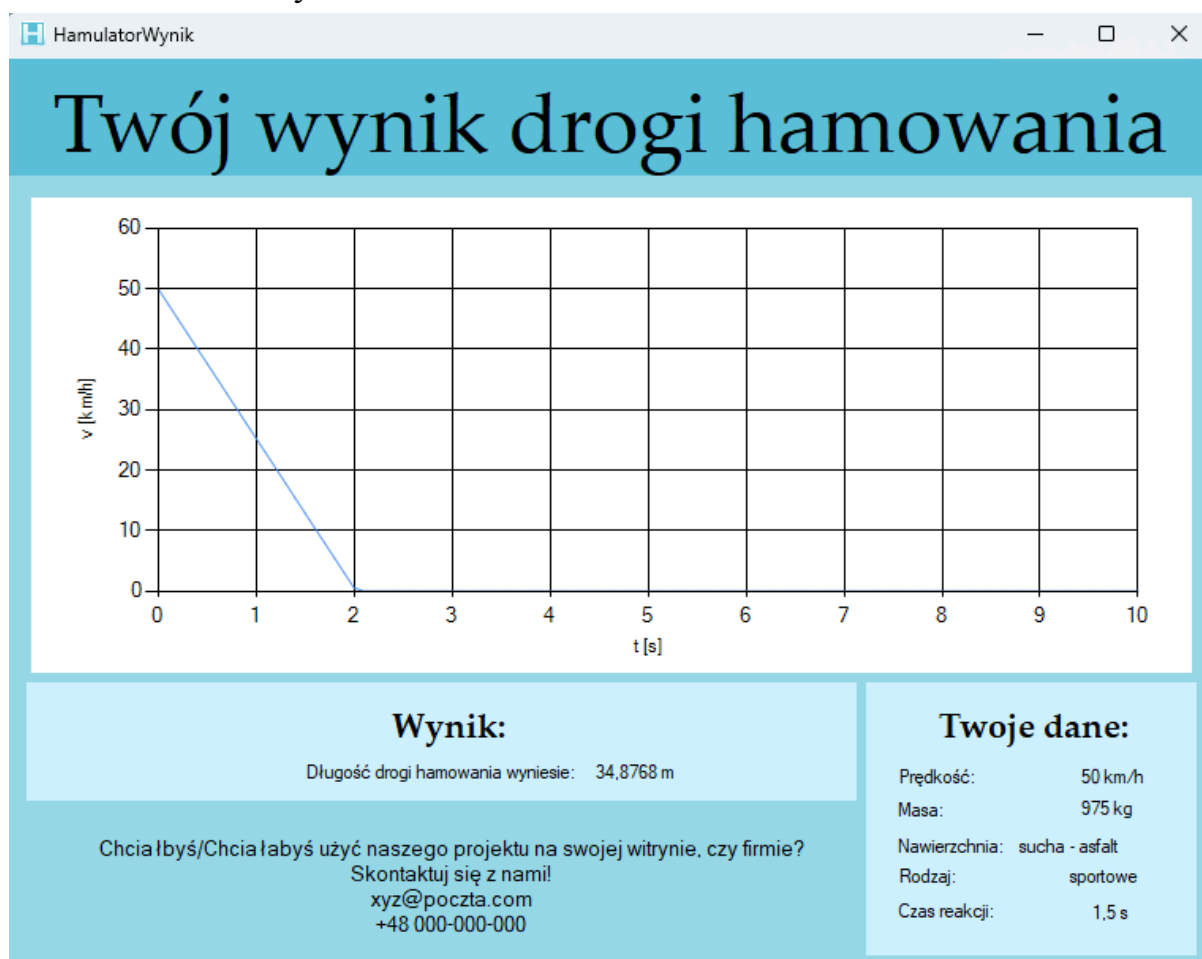 HamulatorWynik
Twój wynik drogi hamowania
60
50
40
30
20
10
0
v [km/h]
0 1 2 3 4 5 6 7 8 9 10
t [s]
Wynik:
Długość drogi hamowania wyniesie: 34,8768 m
Chciałbyś/Chciałabyś użyć naszego projektu na swojej witrynie, czy firmie?
Skontaktuj się z nami!
xyz@poczta.com
+48 000-000-000
Twoje dane:
Prędkość: 50 km/h
Masa: 975 kg
Nawierzchnia: sucha - asfalt
Rodzaj: sportowe
Czas reakcji: 1,5 s